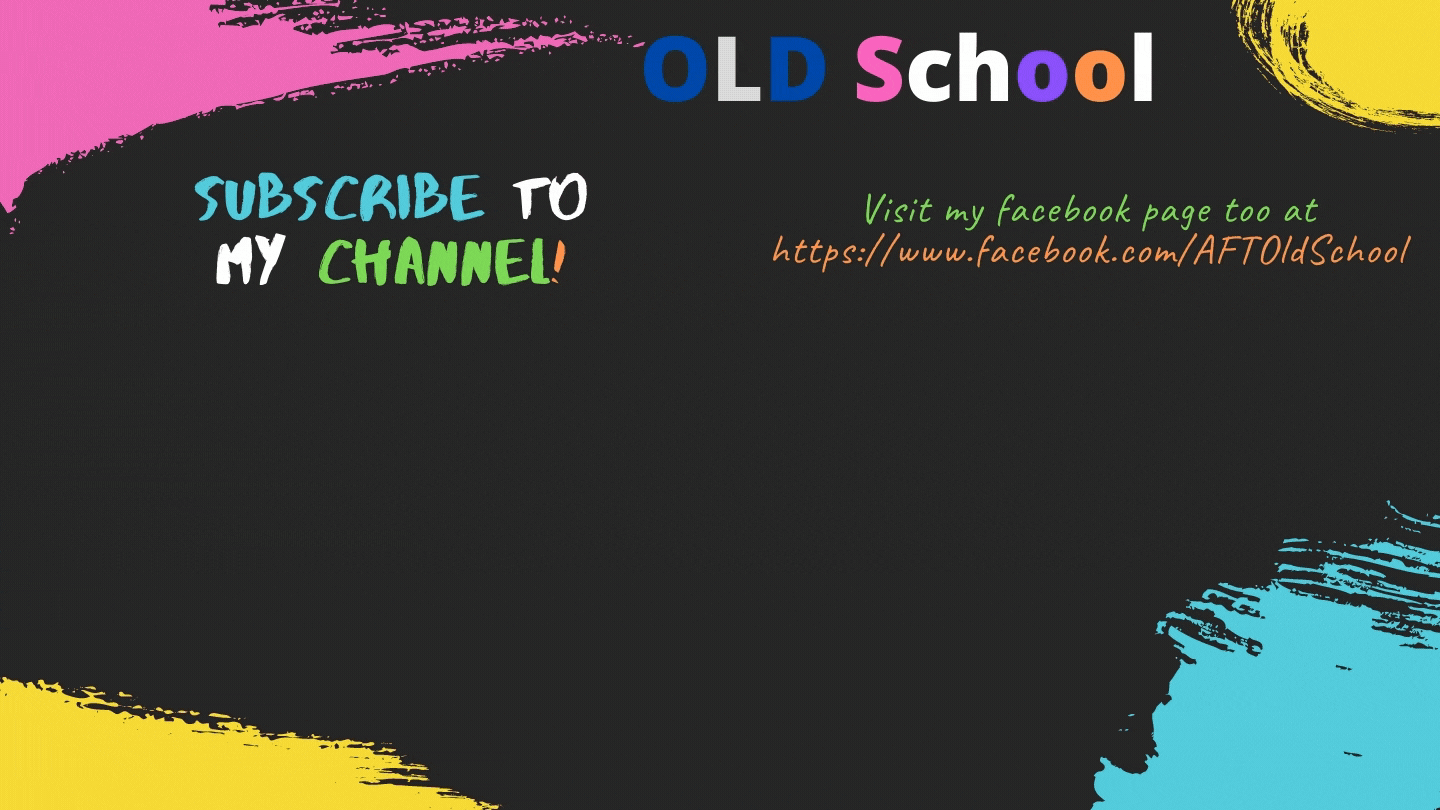 OLD School
SUBSCRIBE TO
MY CHANNEL!
Visit my facebook page too at
https://www.facebook.com/AFTOldSchool